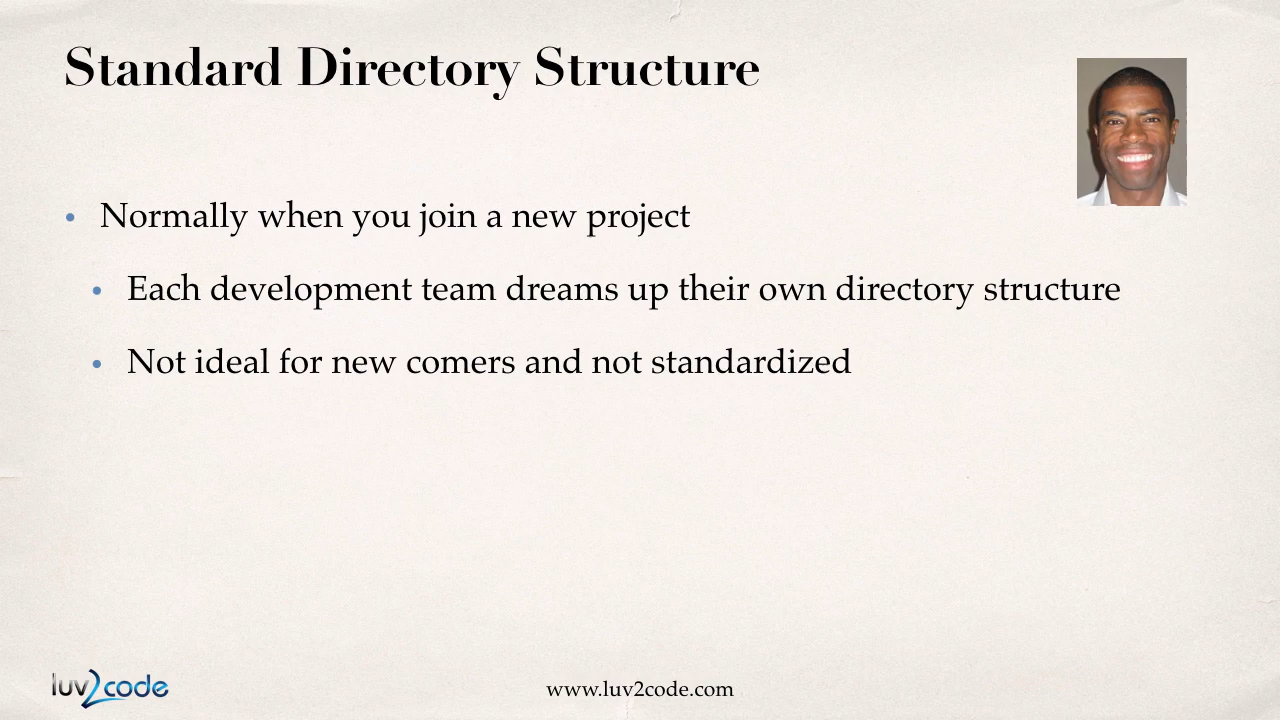 Standard Directory Structure
Normally when you join a new project
Each development team dreams up their own directory structure
Not ideal for new comers and not standardized
luv2code
www.luv2code.com